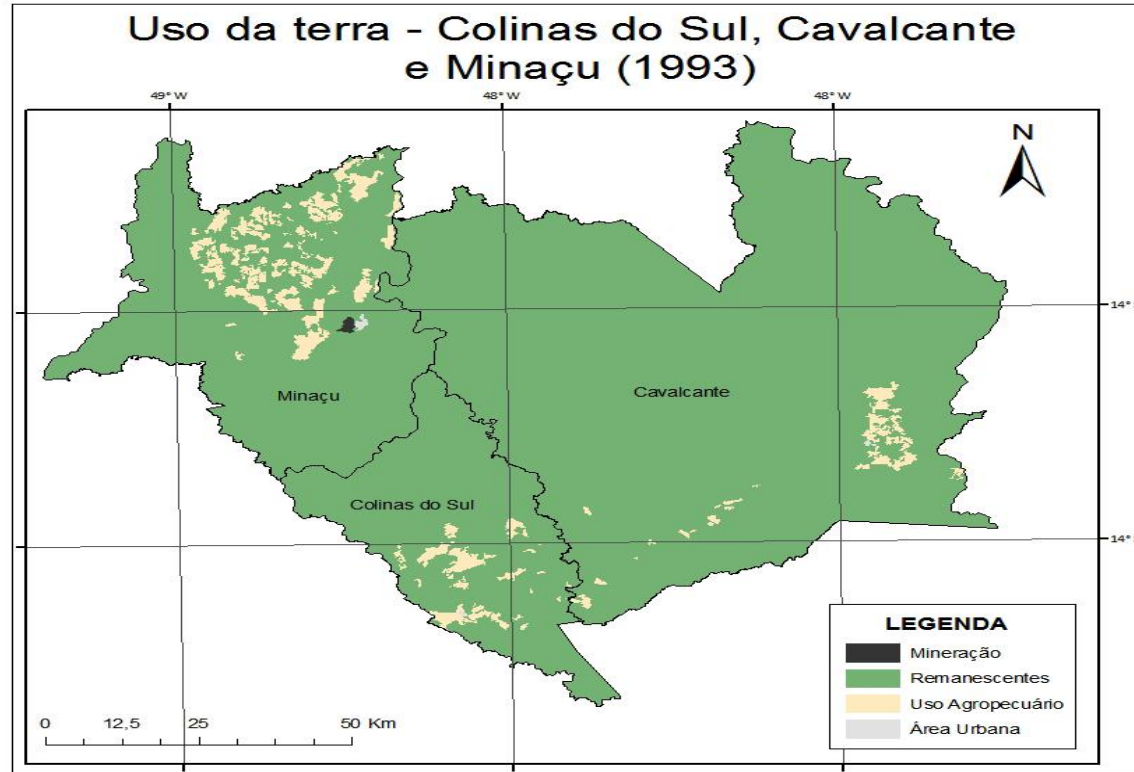 Uso da terra - Colinas do Sul, Cavalcante
e Minaçu (1993)
49° W
48° W
48° W
N
14°
Minaçu
Cavalcante
Colinas do Sul
14°
LEGENDA
Mineração
Remanescentes
Uso Agropecuário
Área Urbana
0 12,5 25 50 Km